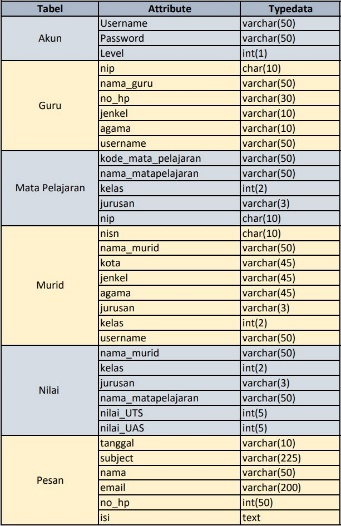 Tabel Attribute Typedata
Akun Username varchar(50)
Password varchar(50)
Level int(1)
Guru nip char(10)
nama_guru varchar(50)
no_hp varchar(30)
jenkel varchar(10)
agama varchar(10)
username varchar(50)
Mata Pelajaran kode_mata_pelajaran varchar(50)
nama_matapelajaran varchar(50)
kelas int(2)
jurusan varchar(3)
nip char(10)
Murid nisn char(10)
nama_murid varchar(50)
kota varchar(45)
jenkel varchar(45)
agama varchar(45)
jurusan varchar(3)
kelas int(2)
username varchar(50)
Nilai nama_murid varchar(50)
kelas int(2)
jurusan varchar(3)
nama_matapelajaran varchar(50)
nilai_UTS int(5)
nilai_UAS int(5)
Pesan tanggal varchar(10)
subject varchar(225)
nama varchar(50)
email varchar(200)
no_hp int(50)
isi text